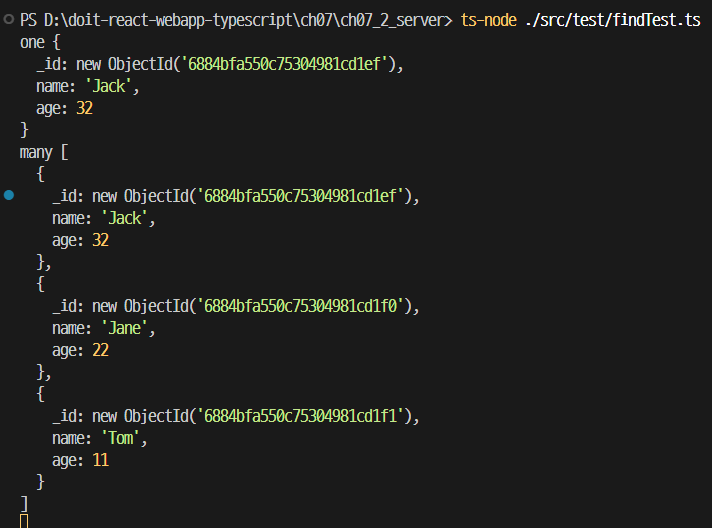 PS D:\doit-react-webapp-typescript\ch07\ch07_2_server> ts-node ./src/test/findTest.ts
one {
  _id: new ObjectId('6884bfa550c75304981cd1ef'),
  name: 'Jack',
  age: 32
}
many [
  {
    _id: new ObjectId('6884bfa550c75304981cd1ef'),
    name: 'Jack',
    age: 32
  },
  {
    _id: new ObjectId('6884bfa550c75304981cd1f0'),
    name: 'Jane',
    age: 22
  },
  {
    _id: new ObjectId('6884bfa550c75304981cd1f1'),
    name: 'Tom',
    age: 11
  }
]